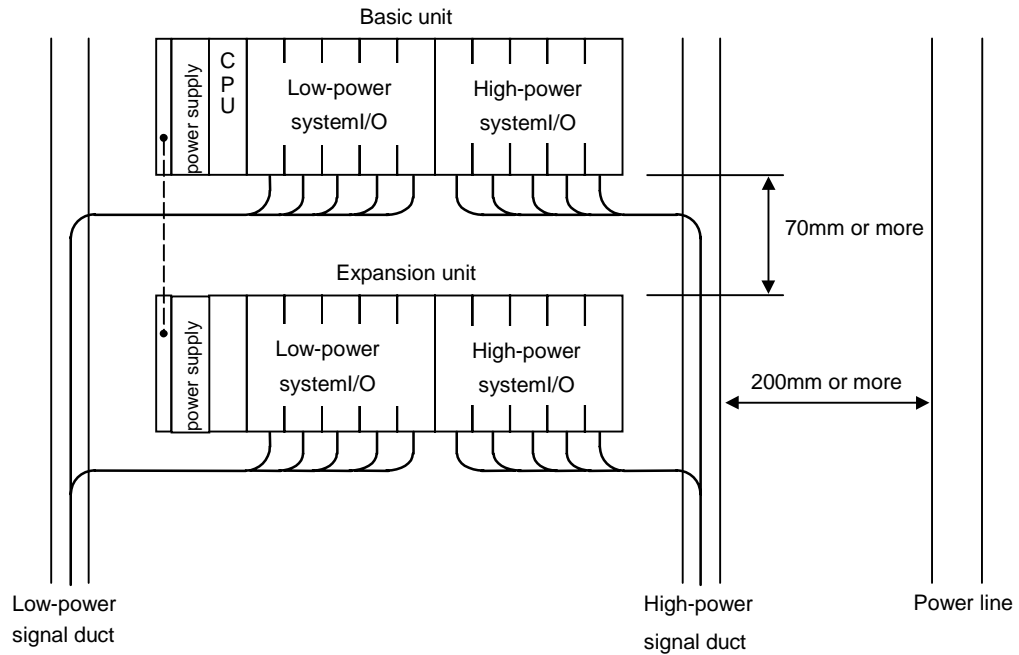 Basic unit
power supply
C
P
U
Low-power
systemI/O
High-power
systemI/O
70mm or more
Expansion unit
power supply
Low-power
systemI/O
High-power
systemI/O
200mm or more
Low-power
signal duct
High-power
signal duct
Power line